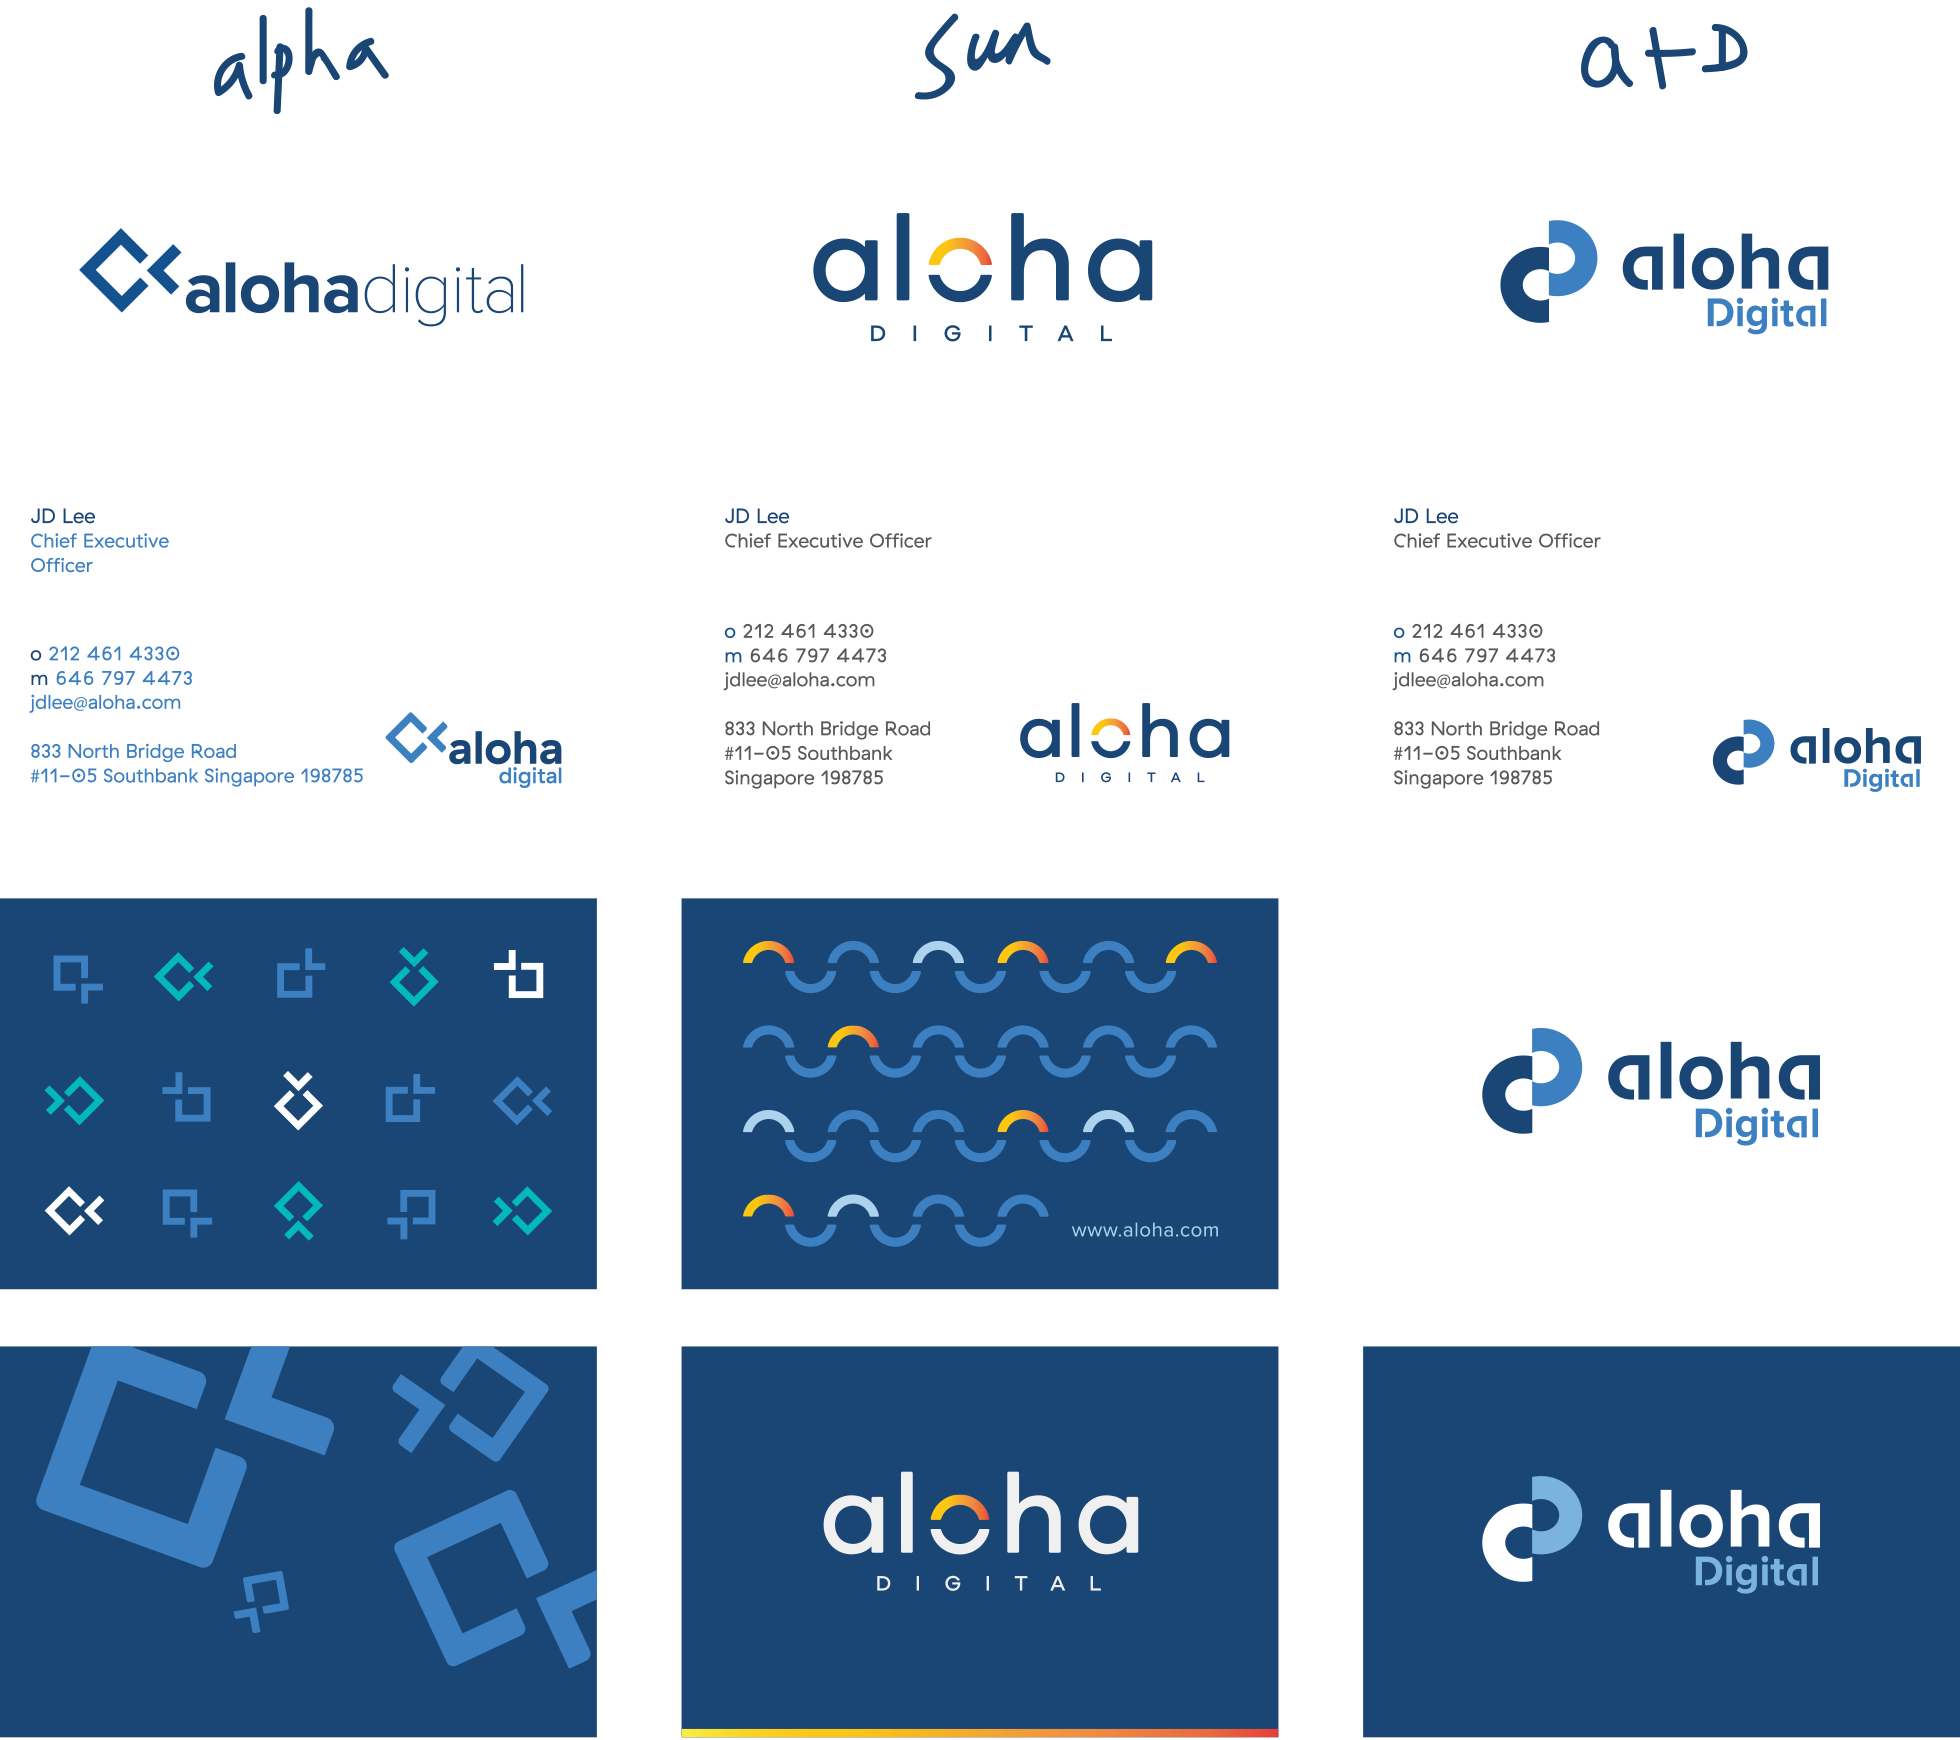 alpha
sun
a+D
alohadigital
aloha
DIGITAL
aloha
Digital
JD Lee
Chief Executive
Officer
o 212 461 4330
m 646 797 4473
jdlee@aloha.com
833 North Bridge Road
#11-05 Southbank Singapore 198785
aloha
digital
JD Lee
Chief Executive Officer
o 212 461 4330
m 646 797 4473
jdlee@aloha.com
833 North Bridge Road
#11-05 Southbank
Singapore 198785
aloha
DIGITAL
JD Lee
Chief Executive Officer
o 212 461 4330
m 646 797 4473
jdlee@aloha.com
833 North Bridge Road
#11-05 Southbank
Singapore 198785
aloha
Digital
www.aloha.com
aloha
Digital
aloha
DIGITAL
aloha
Digital